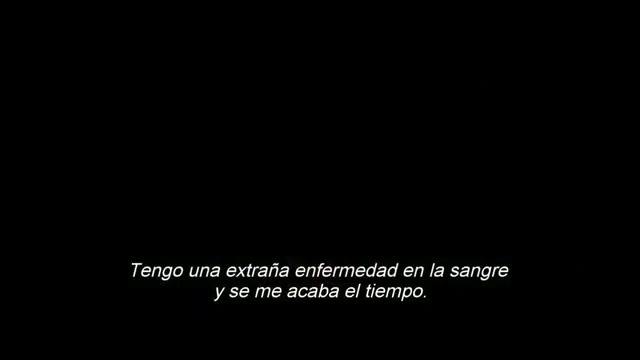 Tengo una extraña enfermedad en la sangre
y se me acaba el tiempo.